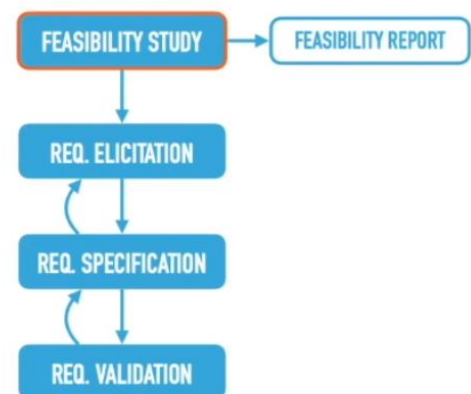 FEASIBILITY STUDY
FEASIBILITY REPORT
REQ. ELICITATION
REQ. SPECIFICATION
REQ. VALIDATION